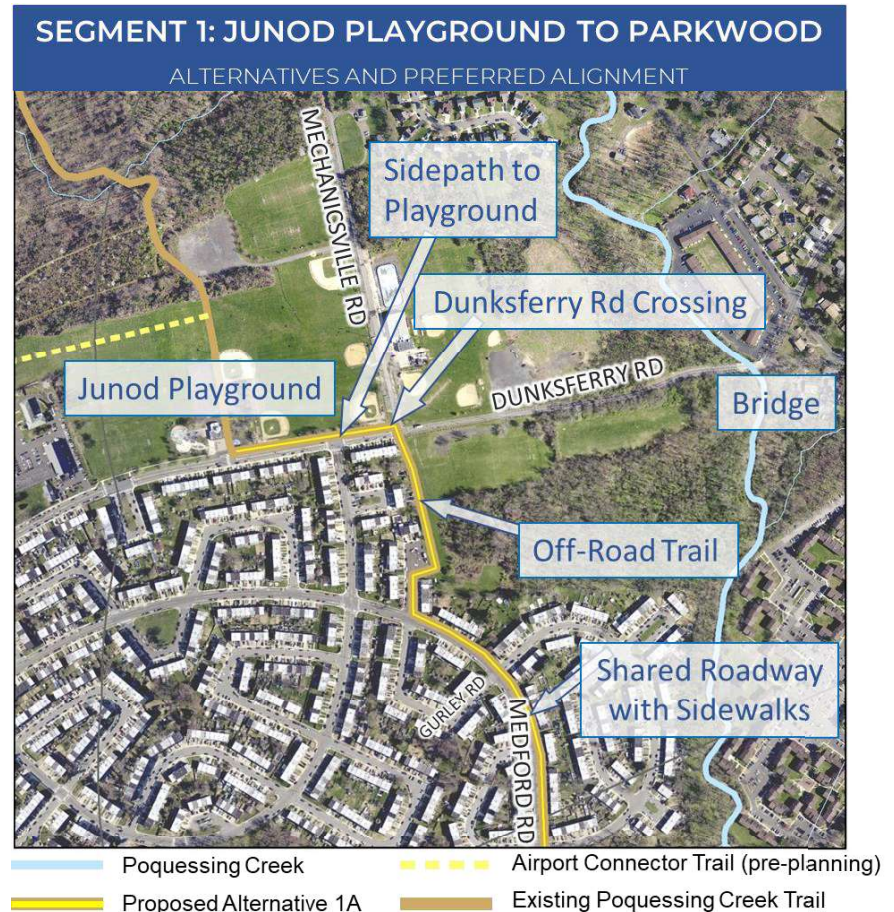 SEGMENT 1: JUNOD PLAYGROUND TO PARKWOOD
ALTERNATIVES AND PREFERRED ALIGNMENT
MECHANICSVILLE RD
Sidepath to
Playground
Dunksferry Rd Crossing
Junod Playground
DUNKSFERRY RD
Bridge
Off-Road Trail
Shared Roadway
with Sidewalks
GURLEY RD
MEDFORD RD
Poquessing Creek
Airport Connector Trail (pre-planning)
Proposed Alternative 1A
Existing Poquessing Creek Trail